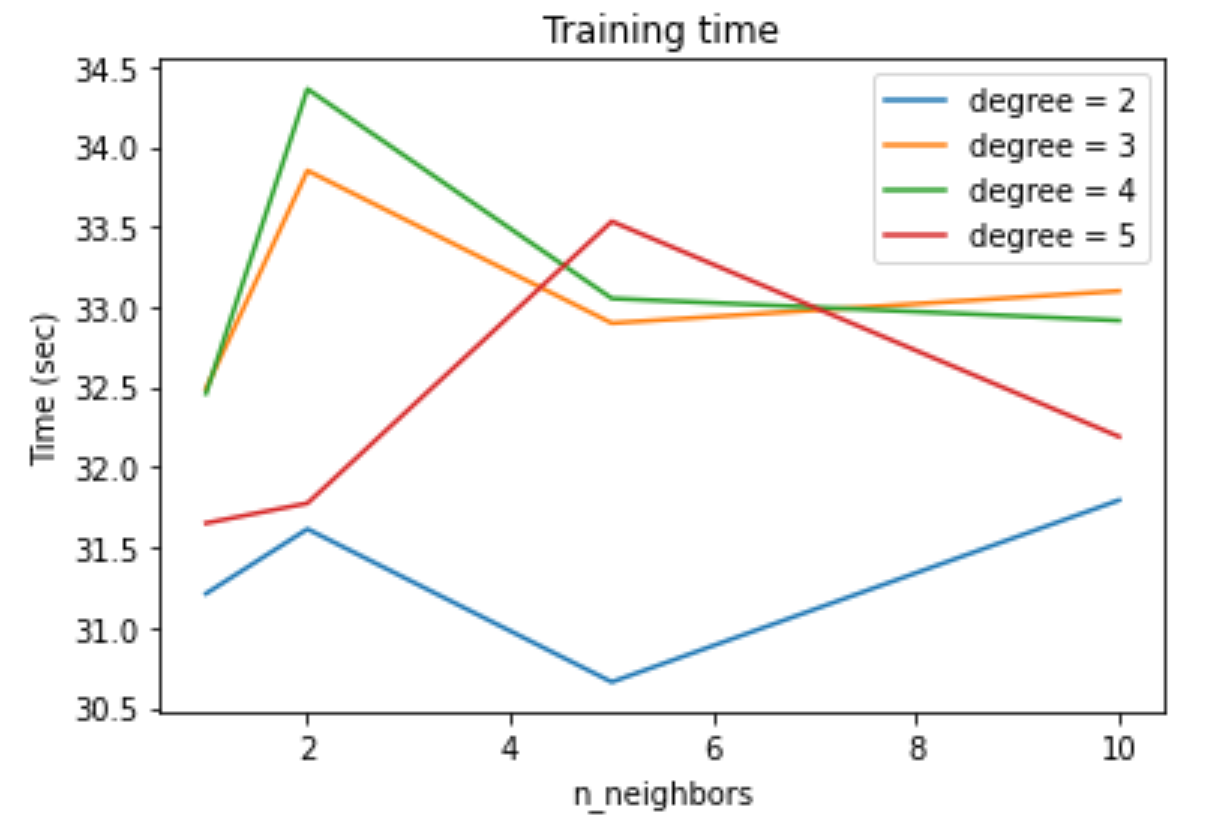 Training time
34.5
34.0
33.5
33.0
32.5
32.0
31.5
31.0
30.5
Time (sec)
degree = 2
degree = 3
degree = 4
degree = 5
2 4 6 8 10
n_neighbors